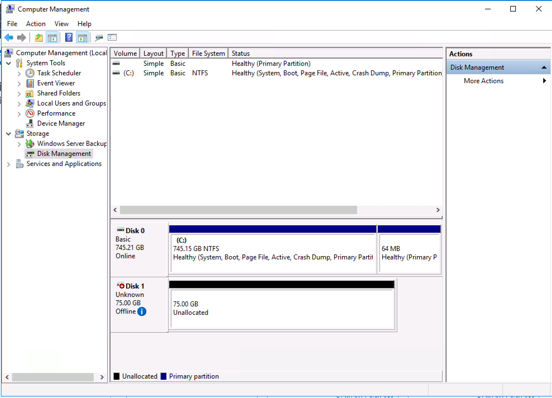 Computer Management
File Action View Help
Computer Management (Local
System Tools
Task Scheduler
Event Viewer
Shared Folders
Local Users and Groups
Performance
Device Manager
Storage
Windows Server Backup
Disk Management
Services and Applications
Volume Layout Type File System Status
Simple Basic Healthy (Primary Partition)
(C:) Simple Basic NTFS Healthy (System, Boot, Page File, Active, Crash Dump, Primary Partition
Disk 0
Basic
745.21 GB
Online
(C:)
745.15 GB NTFS
Healthy (System, Boot, Page File, Active, Crash Dump, Primary Partit
64 MB
Healthy (Primary P
Disk 1
Unknown
75.00 GB
Offline
75.00 GB
Unallocated
Unallocated Primary partition
Actions
Disk Management
More Actions